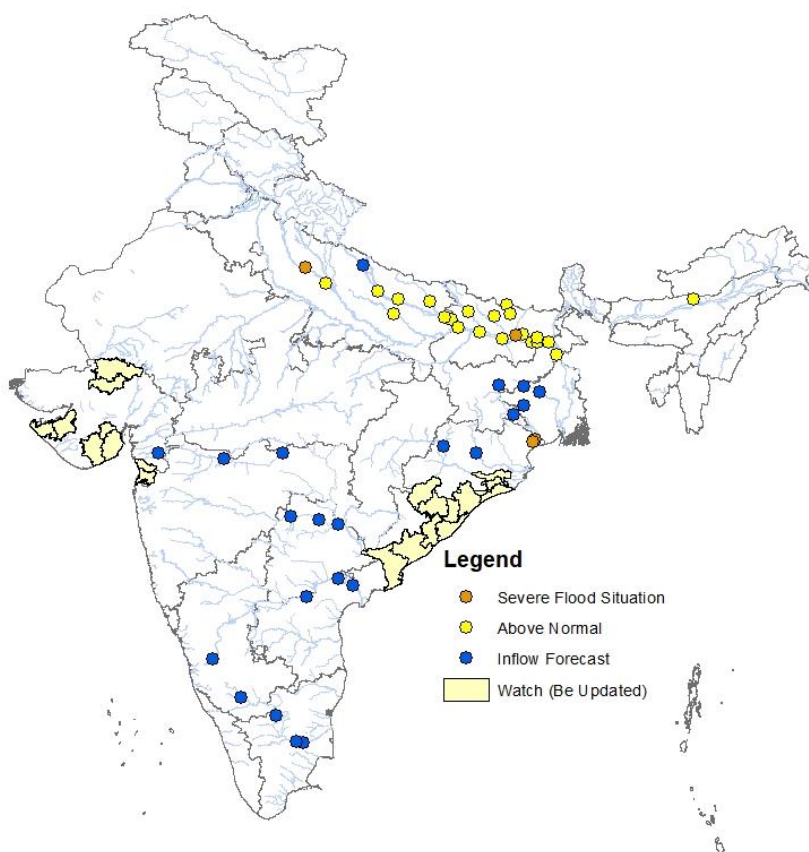 Legend
Severe Flood Situation
Above Normal
Inflow Forecast
Watch (Be Updated)